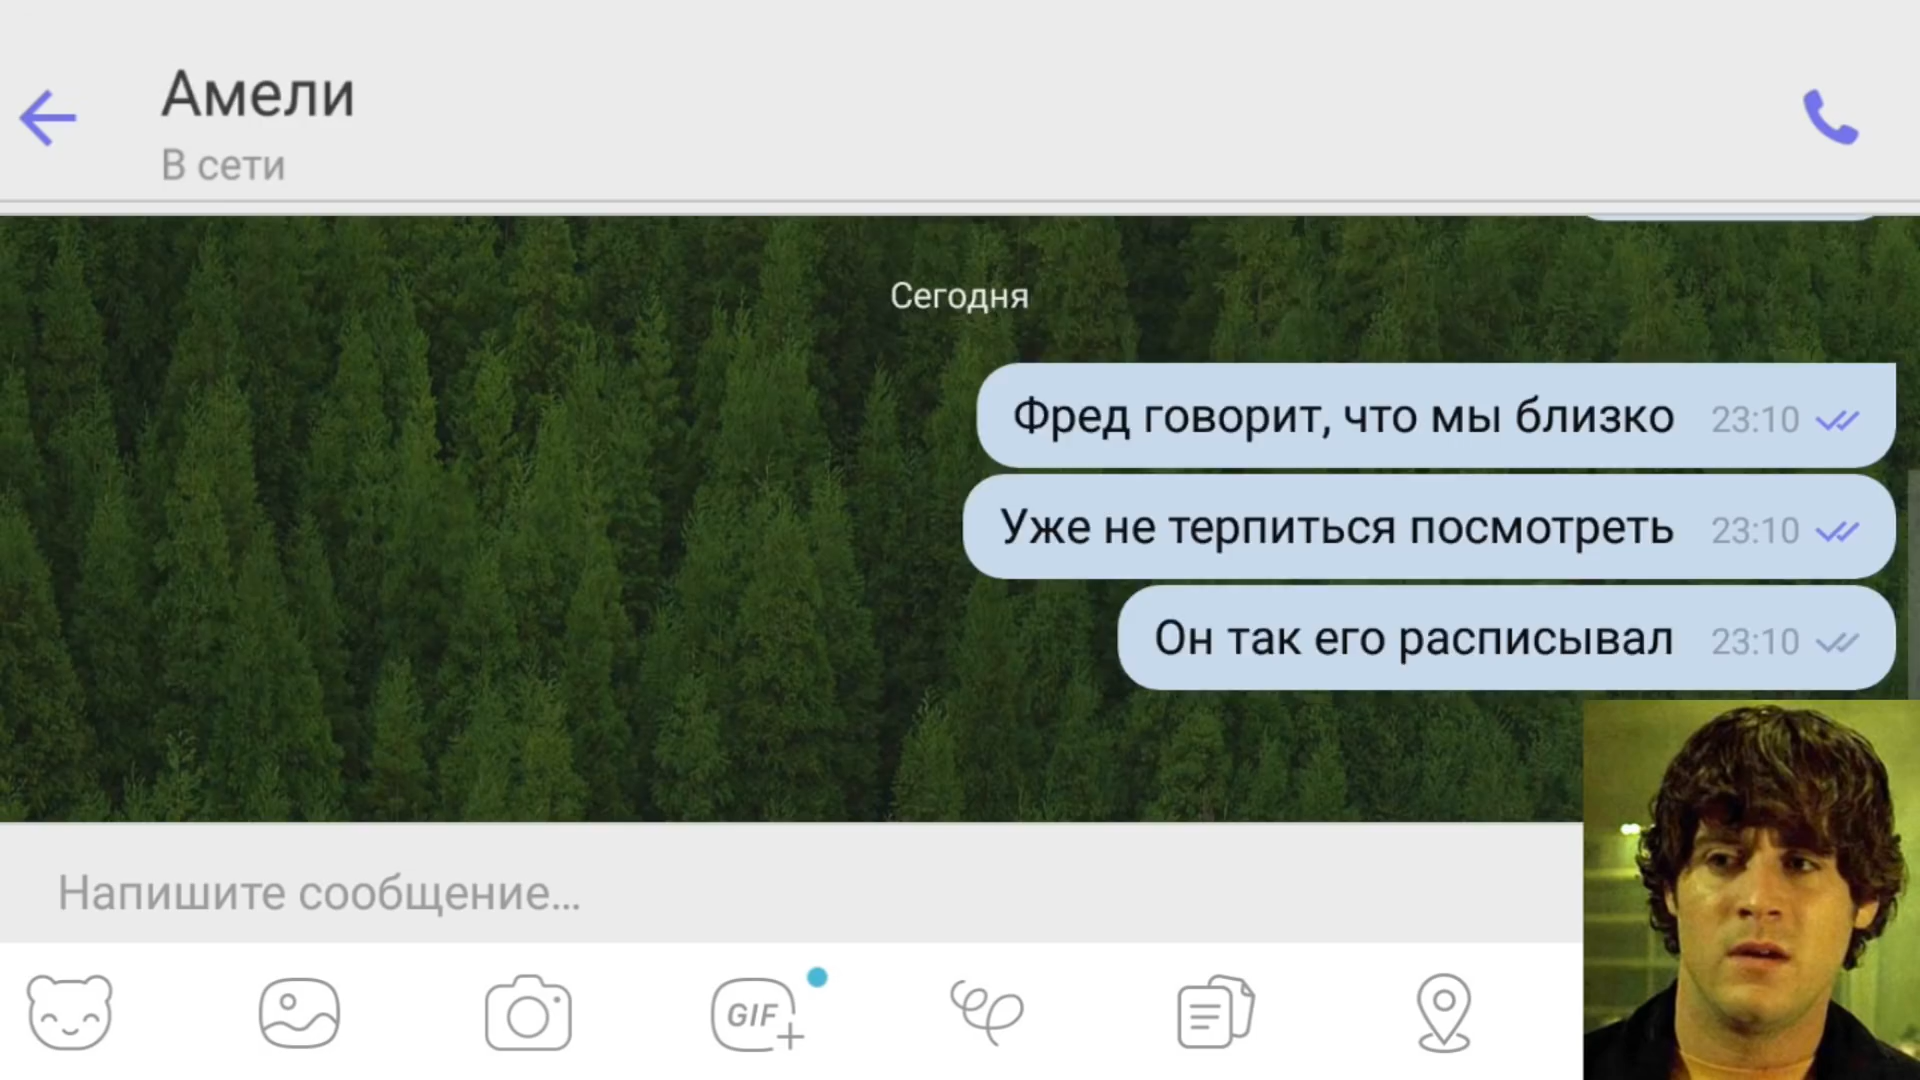 Амели
В сети
Сегодня
Фред говорит, что мы близко 23:10
Уже не терпиться посмотреть 23:10
Он так его расписывал 23:10
Напишите сообщение...
GIF